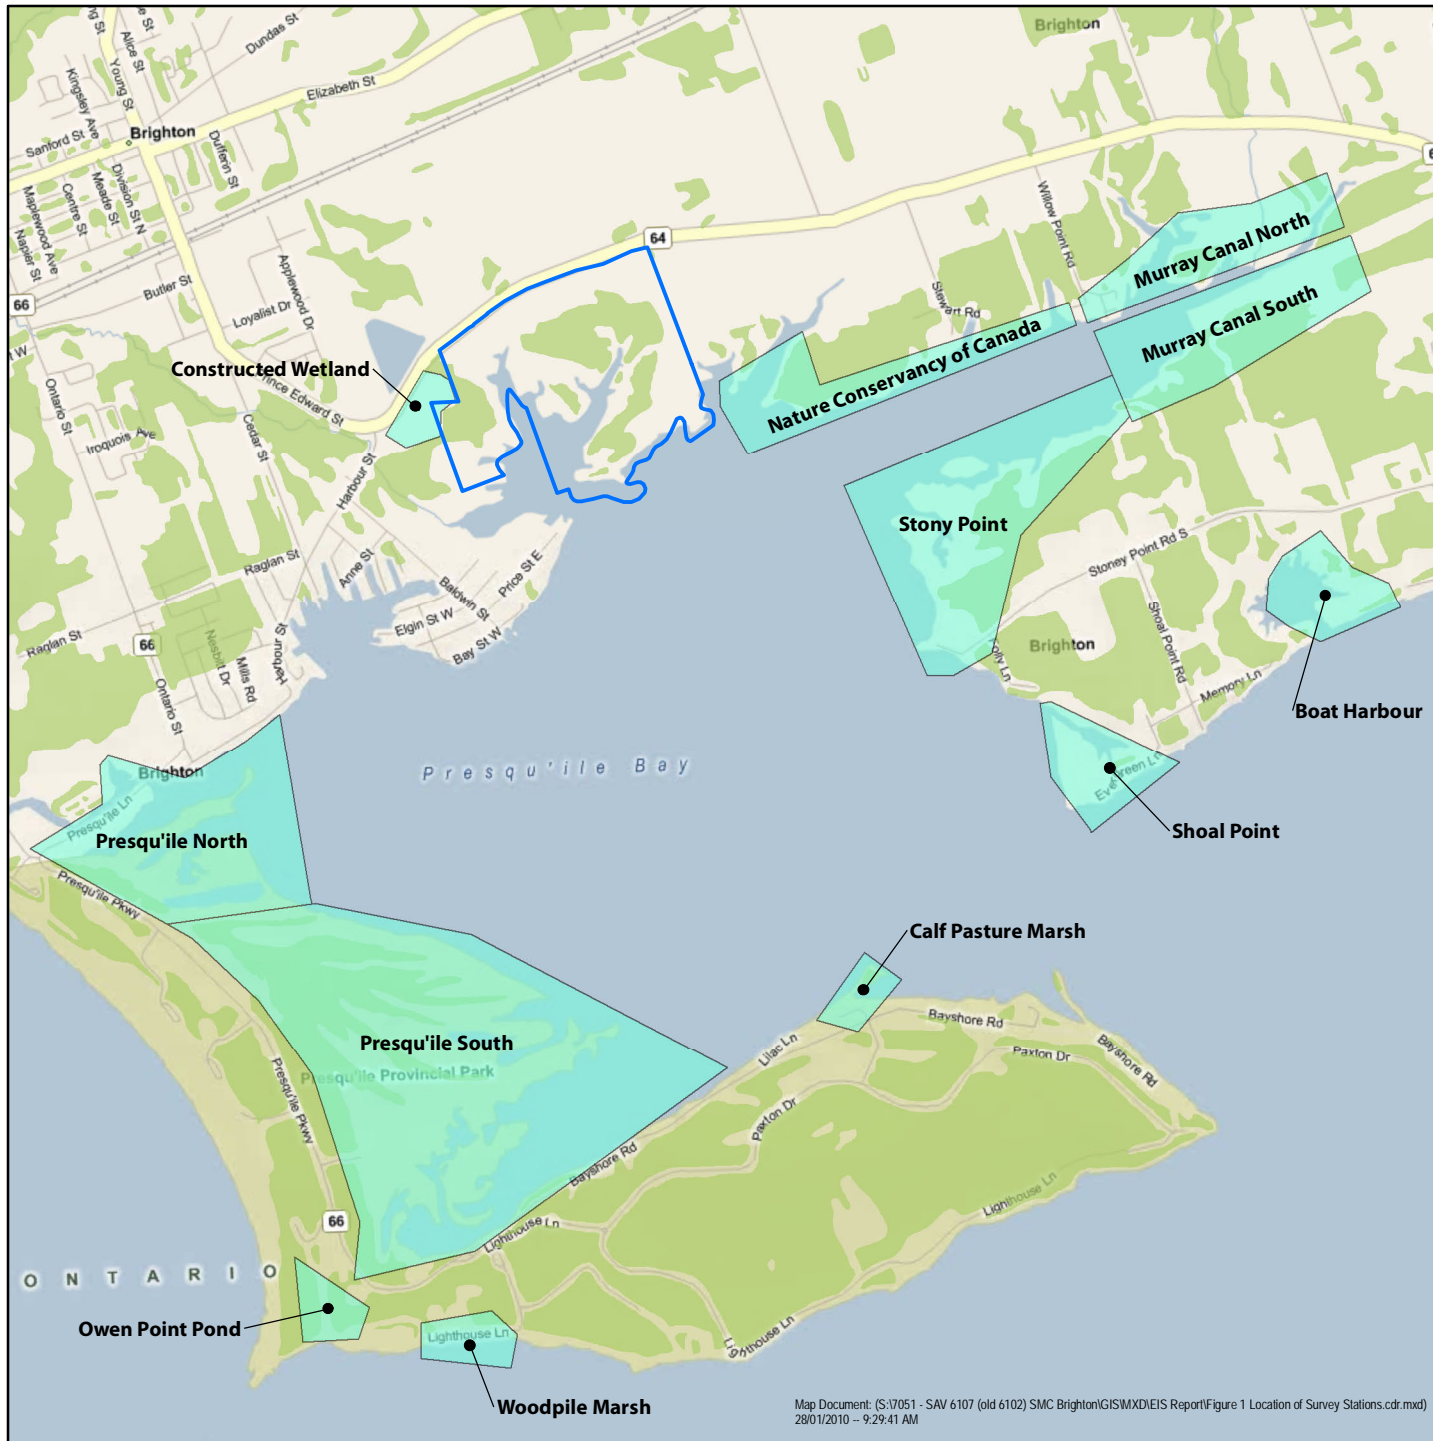 Dundas St
Alice St
Young St
Kingsley Ave
Brighton
Elizabeth St
Brighton
Sanford St
Dufferin St
Division St N
Meade St
Centre St
Maplewood Ave
Napier St
Butler St
Applewood Dr
Loyalist Dr
66
64
Willow Point Rd
Stewart Rd
Murray Canal North
Murray Canal South
Nature Conservancy of Canada
Constructed Wetland
Prince Edward St
Ontario St
Iroquois Ave
Cedar St
Harbour St
Stony Point
Stoney Point Rd S
Raglan St
Anne St
Baldwin St
Price St E
Elgin St W
Bay St W
Raglan St
66
Nesbitt Dr
Mills Rd
Harbour St
Ontario St
Brighton
Shoal Point Rd
Memory Ln
Boat Harbour
Presqu'ile Bay
Evergreen Ln
Shoal Point
Brighton
Presqu'ile Ln
Presqu'ile North
Presqu'ile Pkwy
Calf Pasture Marsh
Bayshore Rd
Lilac Ln
Paxton Dr
Bayshore Rd
Presqu'ile South
Presqu'ile Provincial Park
Presqu'ile Pkwy
Paxton Dr
Bayshore Rd
66
Lighthouse Ln
Lighthouse Ln
ONTARIO
Owen Point Pond
Lighthouse Ln
Lighthouse Ln
Woodpile Marsh
Map Document: (S:\7051 - SAV 6107 (old 6102) SMC Brighton\GIS\MXD\EIS Report\Figure 1 Location of Survey Stations.cdr.mxd)
28/01/2010 -- 9:29:41 AM